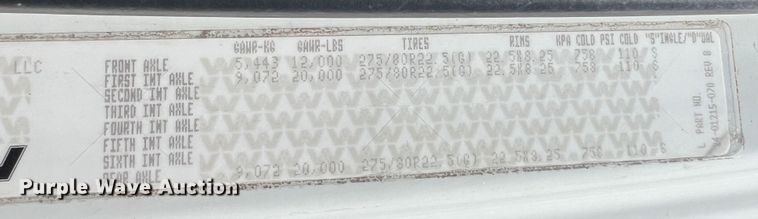 GAWR-KG GAWR-LBS TIRES RIMS KPA COLD PSI COLD "S"INGLE/"D"UAL
LLC FRONT AXLE 5,443 12,000 275/80R22.5(G) 22.5X8.25 758 110 S
FIRST INT AXLE 9,072 20,000 275/80R22.5(G) 22.5X8.25 758 110 S
SECOND INT AXLE
THIRD INT AXLE
FOURTH INT AXLE
FIFTH INT AXLE
SIXTH INT AXLE
REAR AXLE 9,072 20,000 275/80R22.5(G) 22.5X8.25 758 110 S
PART NO.
-01215-070 REV 8
Purple Wave Auction